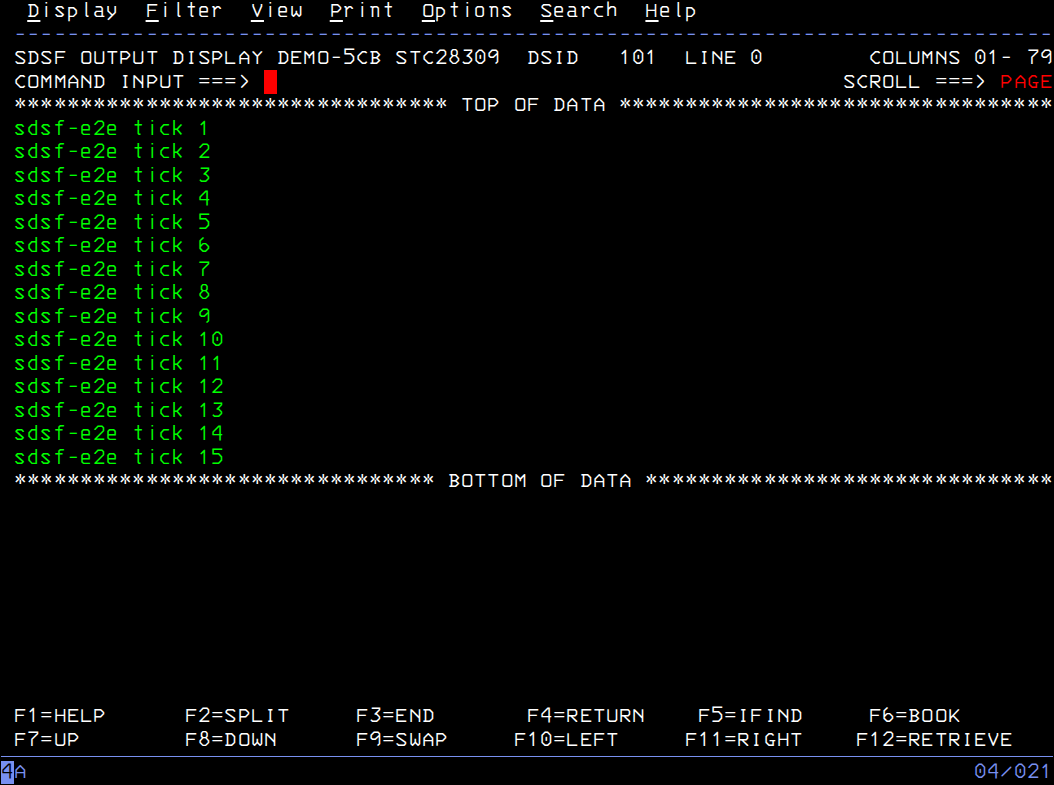 Display Filter View Print Options Search Help
-------------------------------------------------------------------------------
SDSF OUTPUT DISPLAY DEMO-5CB STC28309 DSID 101 LINE 0 COLUMNS 01- 79
COMMAND INPUT ===> SCROLL ===> PAGE
********************************* TOP OF DATA *********************************
sdsf-e2e tick 1
sdsf-e2e tick 2
sdsf-e2e tick 3
sdsf-e2e tick 4
sdsf-e2e tick 5
sdsf-e2e tick 6
sdsf-e2e tick 7
sdsf-e2e tick 8
sdsf-e2e tick 9
sdsf-e2e tick 10
sdsf-e2e tick 11
sdsf-e2e tick 12
sdsf-e2e tick 13
sdsf-e2e tick 14
sdsf-e2e tick 15
******************************** BOTTOM OF DATA *******************************
F1=HELP F2=SPLIT F3=END F4=RETURN F5=IFIND F6=BOOK
F7=UP F8=DOWN F9=SWAP F10=LEFT F11=RIGHT F12=RETRIEVE
4A 04/021